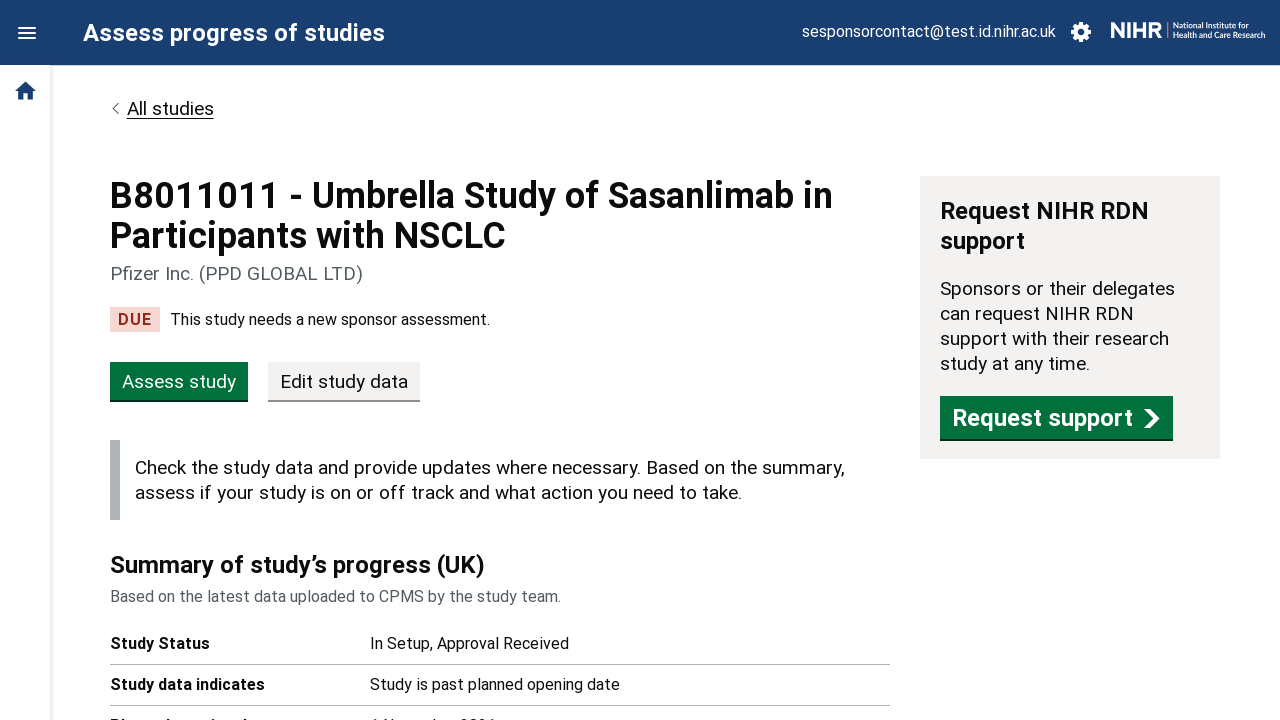 Assess progress of studies
sesponsorcontact@test.id.nihr.ac.uk
NIHR
National Institute for
Health and Care Research
All studies
B8011011 - Umbrella Study of Sasanlimab in
Participants with NSCLC
Pfizer Inc. (PPD GLOBAL LTD)
DUE
This study needs a new sponsor assessment.
Assess study
Edit study data
Check the study data and provide updates where necessary. Based on the summary,
assess if your study is on or off track and what action you need to take.
Summary of study’s progress (UK)
Based on the latest data uploaded to CPMS by the study team.
Study Status
In Setup, Approval Received
Study data indicates
Study is past planned opening date
Request NIHR RDN
support
Sponsors or their delegates
can request NIHR RDN
support with their research
study at any time.
Request support